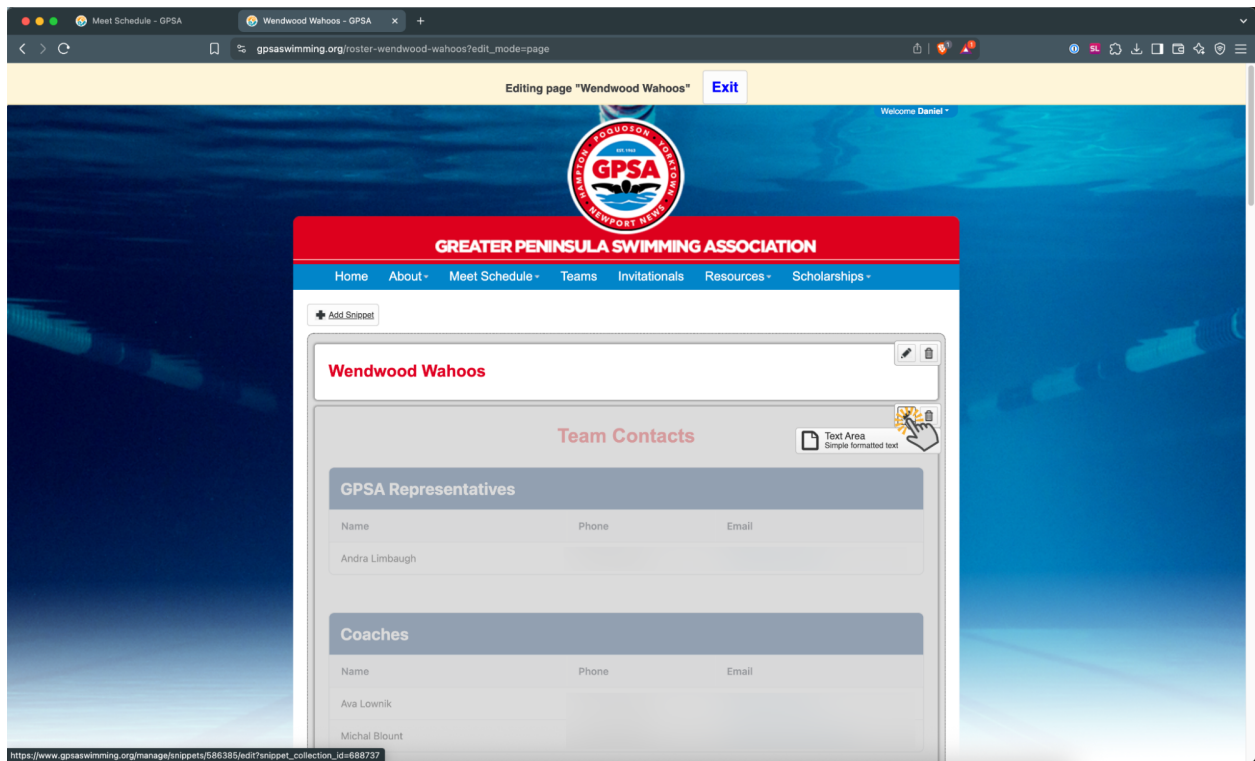 Meet Schedule - GPSA
Wendwood Wahoos - GPSA
gpsaswimming.org/roster-wendwood-wahoos?edit_mode=page
SL
Editing page "Wendwood Wahoos" Exit
Welcome Daniel
HAMPTON POQUOSON YORKTOWN
EST. 1963
GPSA
NEWPORT NEWS
GREATER PENINSULA SWIMMING ASSOCIATION
Home About Meet Schedule Teams Invitationals Resources Scholarships
Add Snippet
Wendwood Wahoos
Team Contacts
Text Area
Simple formatted text
GPSA Representatives
Name Phone Email
Andra Limbaugh
Coaches
Name Phone Email
Ava Lownik
Michal Blount
https://www.gpsaswimming.org/manage/snippets/586385/edit?snippet_collection_id=688737